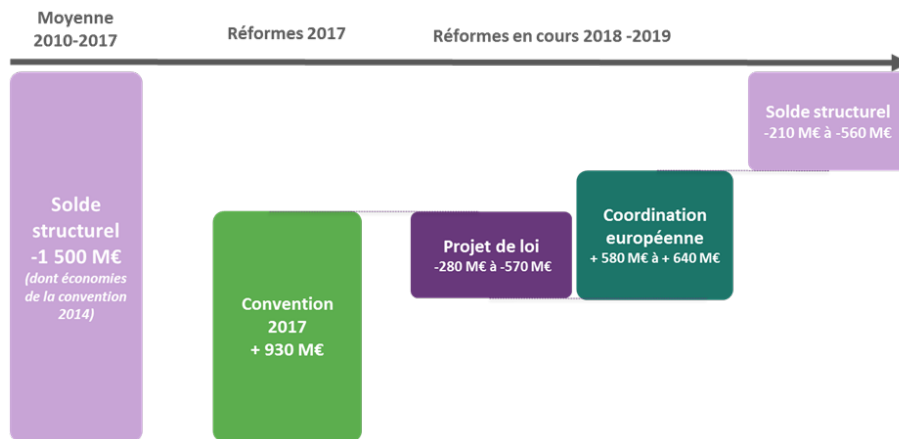 Moyenne
2010-2017
Réformes 2017
Réformes en cours 2018 -2019
Solde
structurel
-1 500 M€
(dont économies
de la convention
2014)
Convention
2017
+ 930 M€
Projet de loi
-280 M€ à -570 M€
Coordination
européenne
+ 580 M€ à + 640 M€
Solde structurel
-210 M€ à -560 M€